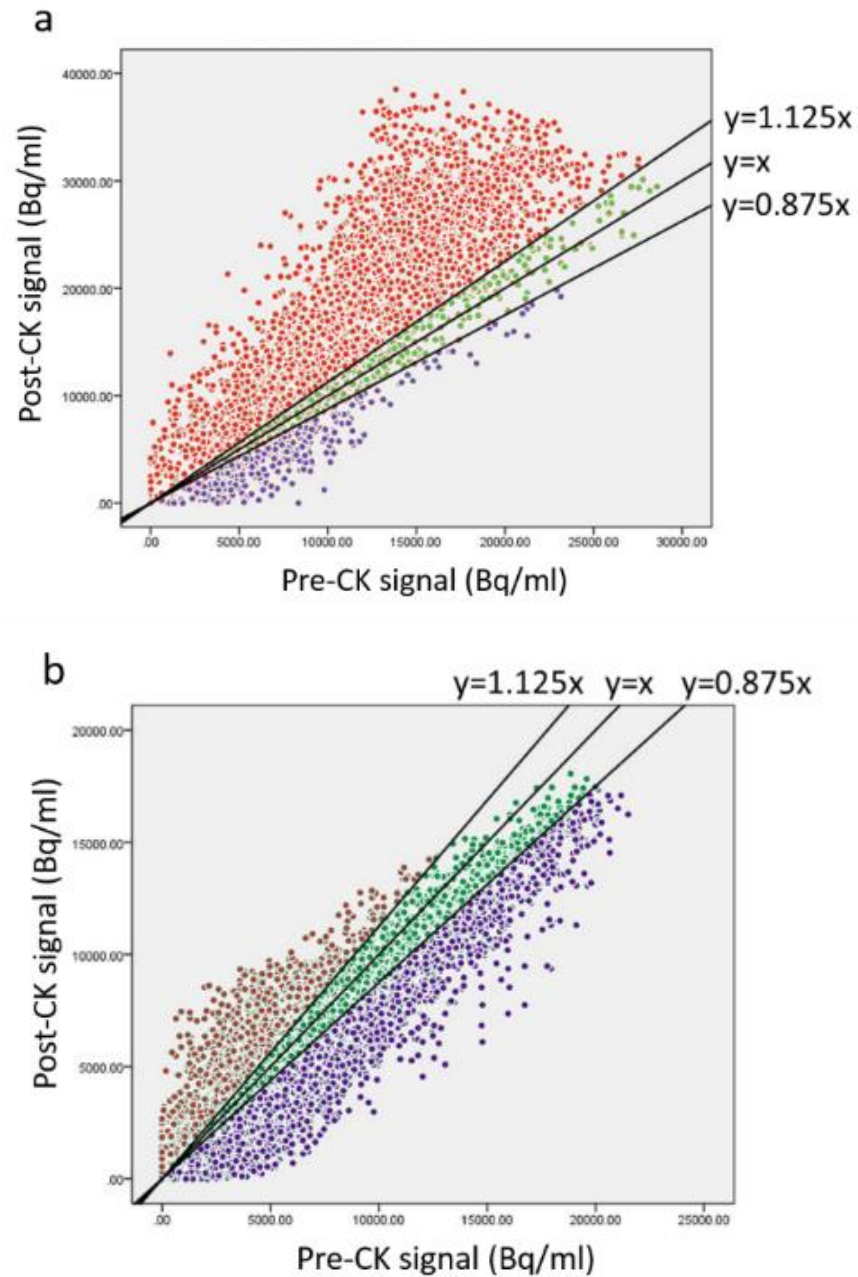 a
40000.00
30000.00
20000.00
10000.00
.00
Post-CK signal (Bq/ml)
y=1.125x
y=x
y=0.875x
.00 5000.00 10000.00 15000.00 20000.00 25000.00 30000.00
Pre-CK signal (Bq/ml)
b
y=1.125x y=x y=0.875x
20000.00
15000.00
10000.00
5000.00
.00
Post-CK signal (Bq/ml)
.00 5000.00 10000.00 15000.00 20000.00 25000.00
Pre-CK signal (Bq/ml)